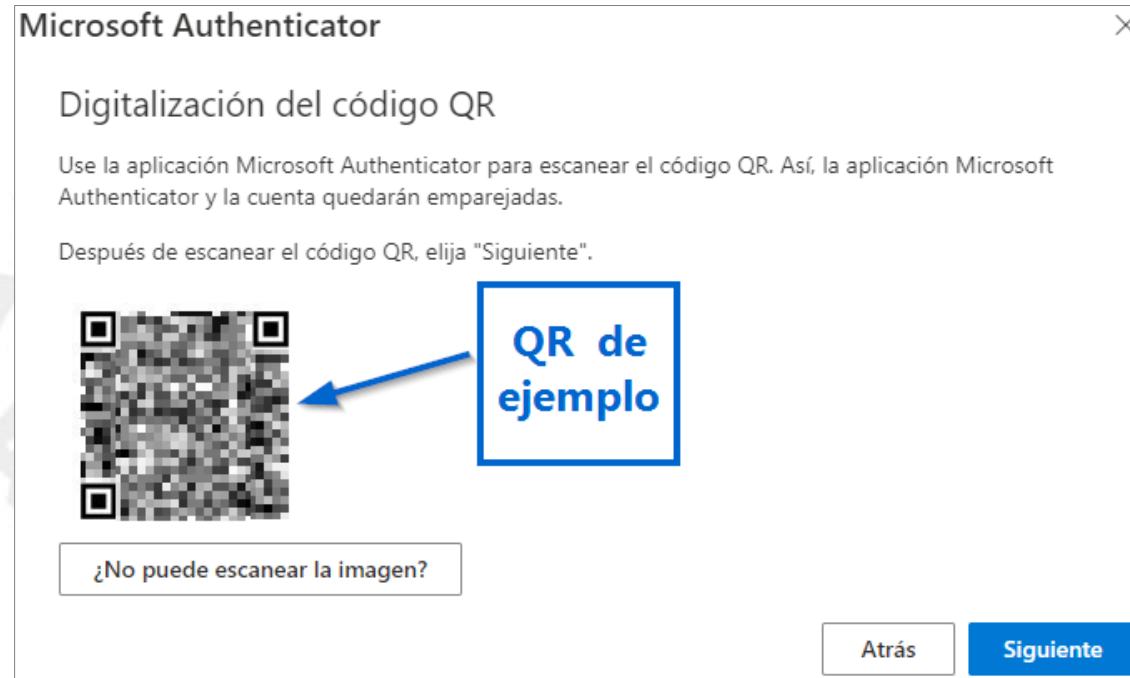 Microsoft Authenticator
Digitalización del código QR
Use la aplicación Microsoft Authenticator para escanear el código QR. Así, la aplicación Microsoft
Authenticator y la cuenta quedarán emparejadas.
Después de escanear el código QR, elija "Siguiente".
QR de
ejemplo
¿No puede escanear la imagen?
Atrás
Siguiente